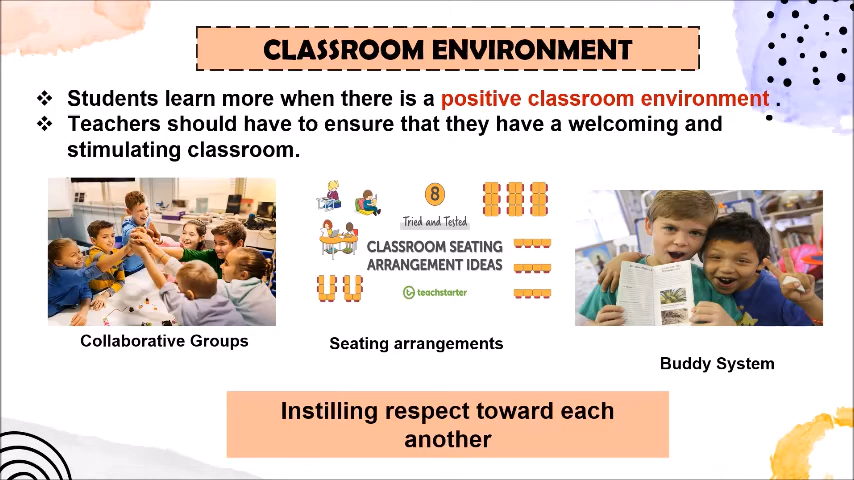 CLASSROOM ENVIRONMENT
❖ Students learn more when there is a positive classroom environment .
❖ Teachers should have to ensure that they have a welcoming and
stimulating classroom.
8
Tried and Tested
CLASSROOM SEATING
ARRANGEMENT IDEAS
teachstarter
Collaborative Groups
Seating arrangements
Buddy System
Instilling respect toward each
another